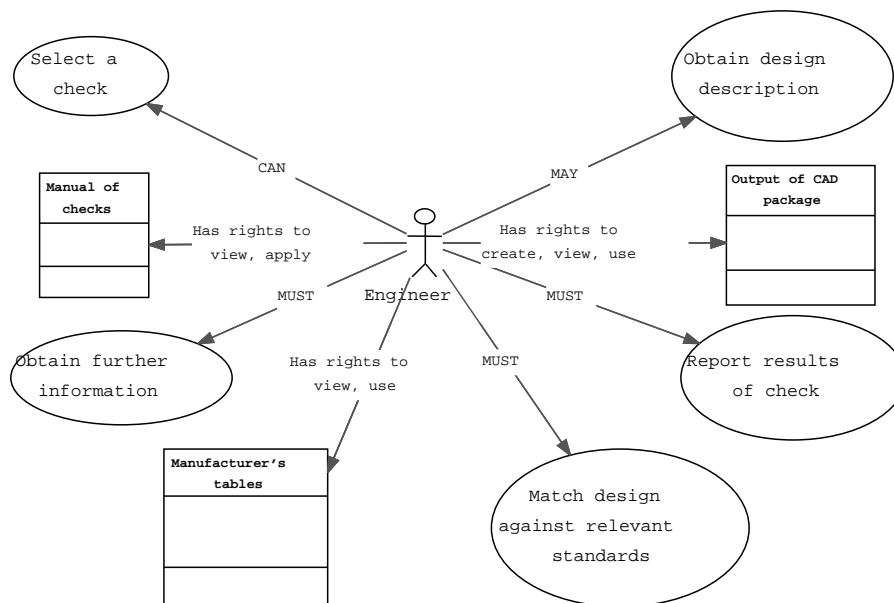 Select a
check
Obtain design
description
CAN
MAY
Manual of
checks
Output of CAD
package
Has rights to
view, apply
Has rights to
create, view, use
Engineer
MUST
MUST
Obtain further
information
Has rights to
view, use
MUST
Report results
of check
Manufacturer's
tables
Match design
against relevant
standards